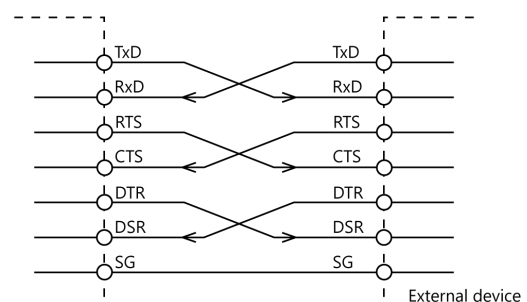 TxD TxD
RxD RxD
RTS RTS
CTS CTS
DTR DTR
DSR DSR
SG SG
External device